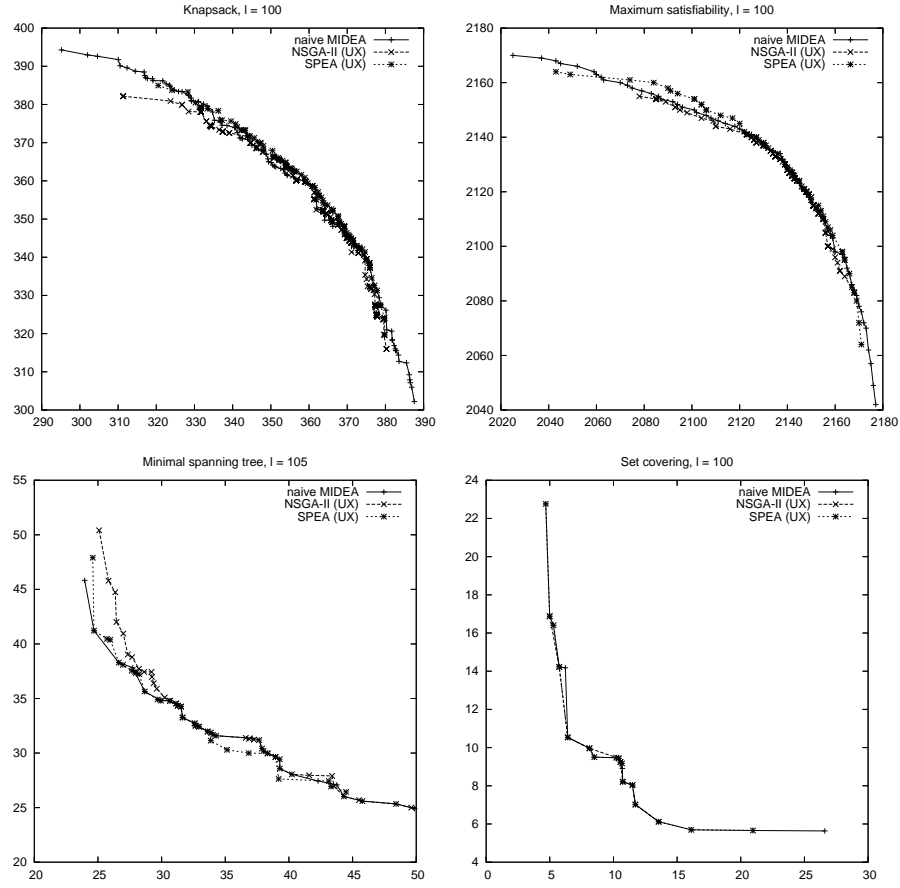 Knapsack, l = 100
naive MIDEA
NSGA-II (UX)
SPEA (UX)
400
390
380
370
360
350
340
330
320
310
300
290 300 310 320 330 340 350 360 370 380 390
Maximum satisfiability, l = 100
naive MIDEA
NSGA-II (UX)
SPEA (UX)
2180
2160
2140
2120
2100
2080
2060
2040
2020 2040 2060 2080 2100 2120 2140 2160 2180
Minimal spanning tree, l = 105
naive MIDEA
NSGA-II (UX)
SPEA (UX)
55
50
45
40
35
30
25
20
20 25 30 35 40 45 50
Set covering, l = 100
naive MIDEA
NSGA-II (UX)
SPEA (UX)
24
22
20
18
16
14
12
10
8
6
4
0 5 10 15 20 25 30